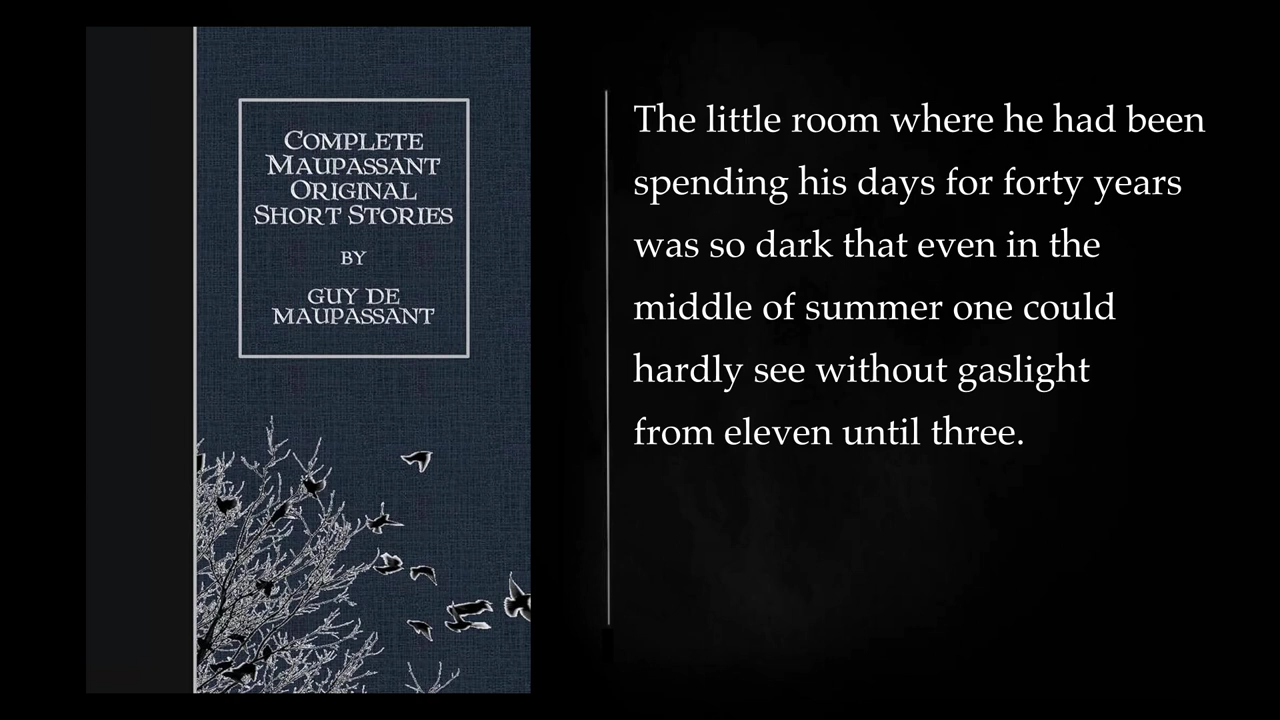 COMPLETE
MAUPASSANT
ORIGINAL
SHORT STORIES
BY
GUY DE
MAUPASSANT
The little room where he had been
spending his days for forty years
was so dark that even in the
middle of summer one could
hardly see without gaslight
from eleven until three.